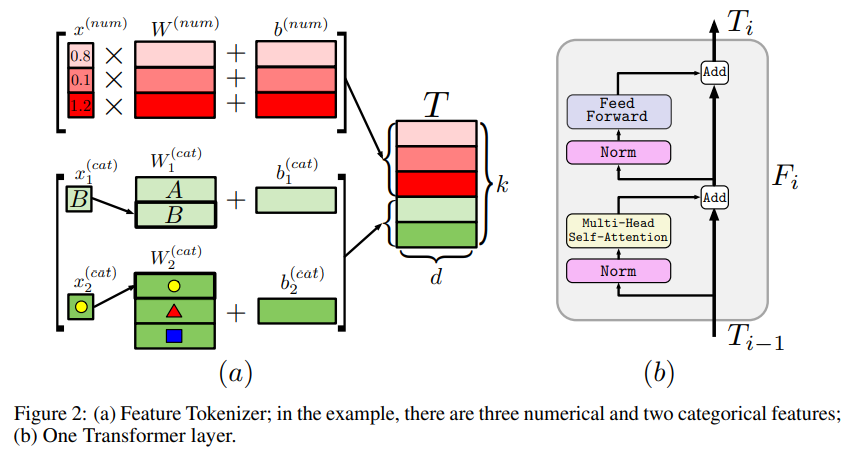 x^(num) W^(num) b^(num)
0.8 × +
0.1 × +
1.2 × +
T
k
d
x_1^(cat) W_1^(cat) b_1^(cat)
B A +
B
x_2^(cat) W_2^(cat) b_2^(cat)
+
(a)
T_i
Add
Feed
Forward
Norm
F_i
Add
Multi-Head
Self-Attention
Norm
T_{i−1}
(b)
Figure 2: (a) Feature Tokenizer; in the example, there are three numerical and two categorical features;
(b) One Transformer layer.